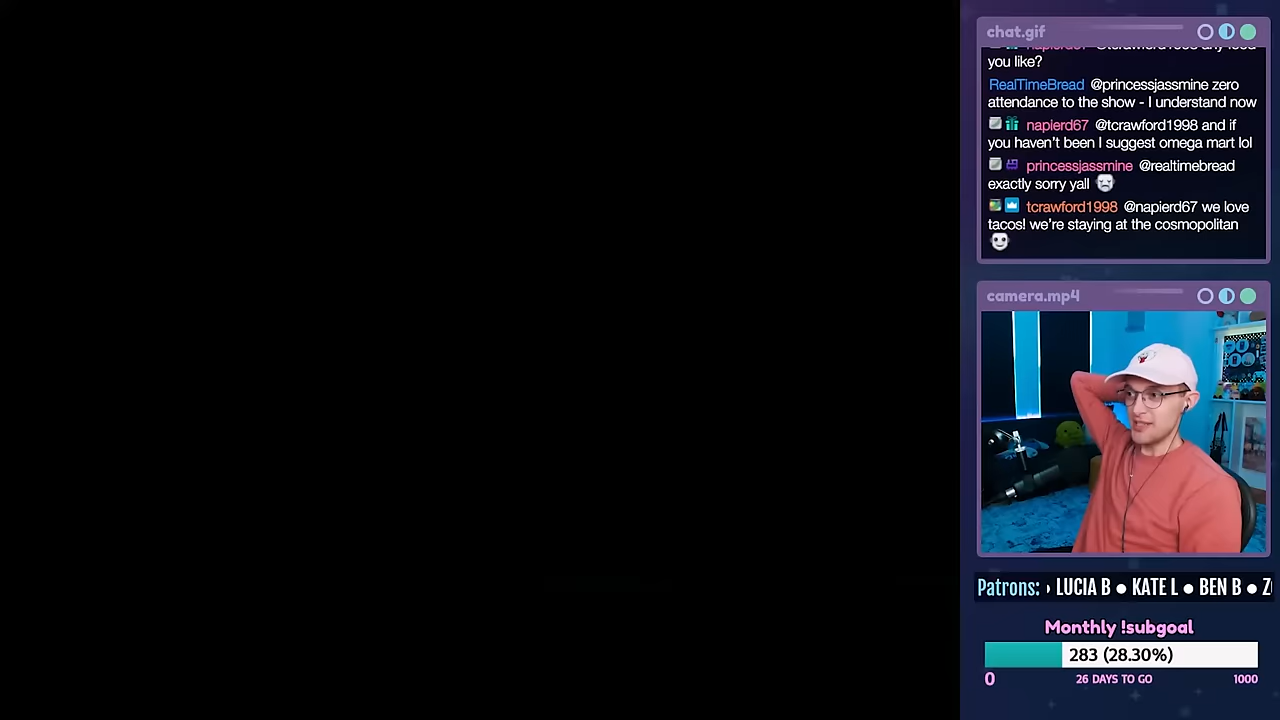 chat.gif
you like?
RealTimeBread @princessjassmine zero
attendance to the show - I understand now
napierd67 @tcrawford1998 and if
you haven't been I suggest omega mart lol
princessjassmine @realtimebread
exactly sorry yall
tcrawford1998 @napierd67 we love
tacos! we're staying at the cosmopolitan
camera.mp4
Patrons: • LUCIA B • KATE L • BEN B •
Monthly !subgoal
283 (28.30%)
0 26 DAYS TO GO 1000